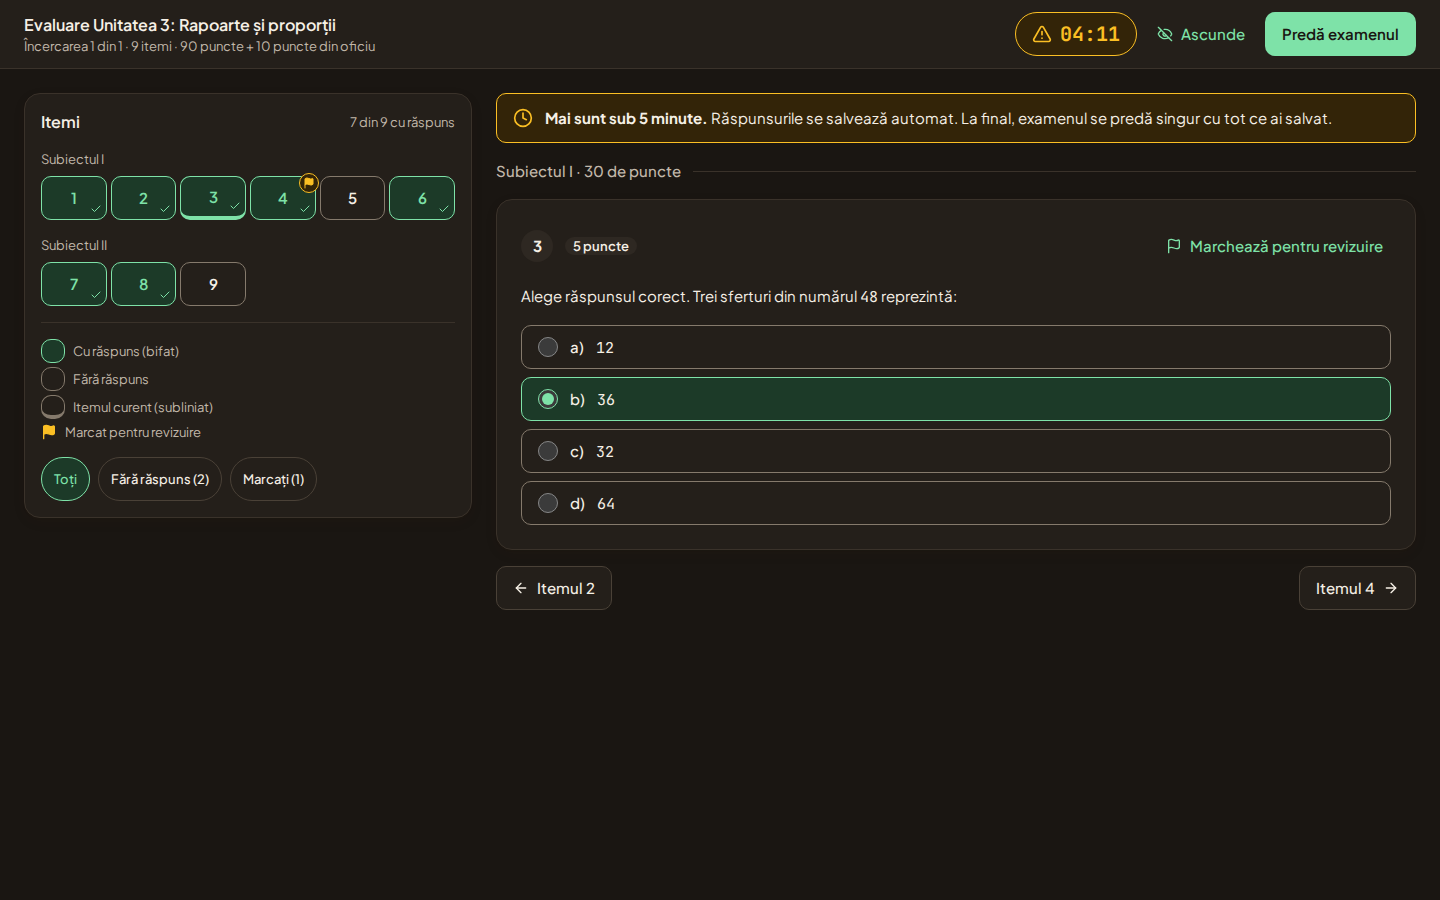 Evaluare Unitatea 3: Rapoarte și proporții
Încercarea 1 din 1 · 9 itemi · 90 puncte + 10 puncte din oficiu
04:11
Ascunde
Predă examenul
Itemi
7 din 9 cu răspuns
Subiectul I
1
2
3
4
5
6
Subiectul II
7
8
9
Cu răspuns (bifat)
Fără răspuns
Itemul curent (subliniat)
Marcat pentru revizuire
Toți
Fără răspuns (2)
Marcați (1)
Mai sunt sub 5 minute. Răspunsurile se salvează automat. La final, examenul se predă singur cu tot ce ai salvat.
Subiectul I · 30 de puncte
3
5 puncte
Marchează pentru revizuire
Alege răspunsul corect. Trei sferturi din numărul 48 reprezintă:
a) 12
b) 36
c) 32
d) 64
Itemul 2
Itemul 4